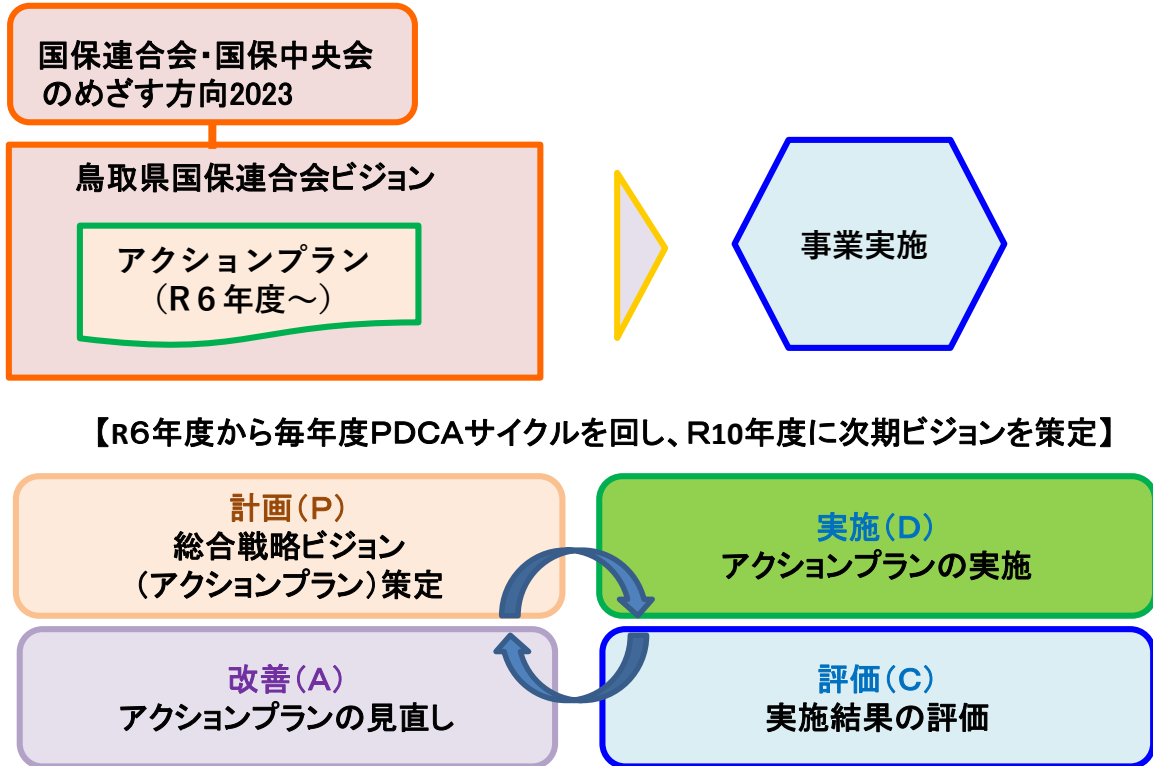 国保連合会・国保中央会
のめざす方向2023
鳥取県国保連合会ビジョン
アクションプラン
（R６年度～）
事業実施
【R６年度から毎年度ＰＤＣＡサイクルを回し、Ｒ10年度に次期ビジョンを策定】
計画（Ｐ）
総合戦略ビジョン
（アクションプラン）策定
実施（Ｄ）
アクションプランの実施
改善（Ａ）
アクションプランの見直し
評価（Ｃ）
実施結果の評価